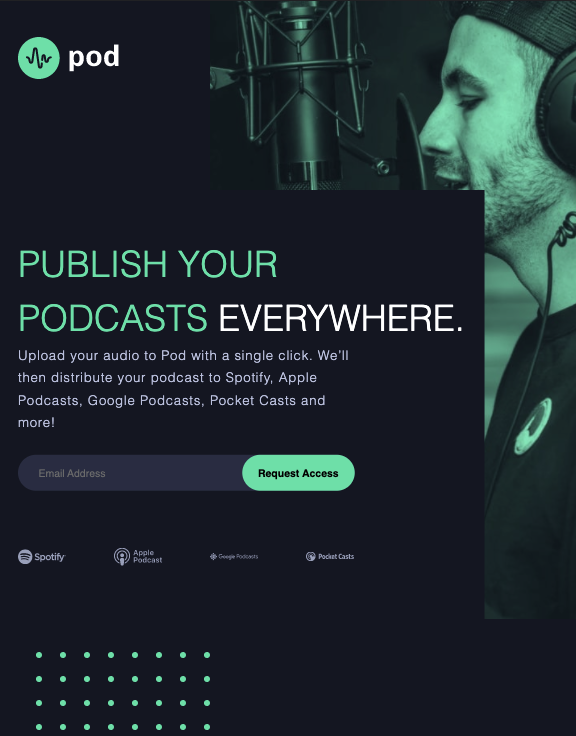 pod
PUBLISH YOUR
PODCASTS EVERYWHERE.
Upload your audio to Pod with a single click. We’ll
then distribute your podcast to Spotify, Apple
Podcasts, Google Podcasts, Pocket Casts and
more!
Email Address
Request Access
Spotify
Apple
Podcast
Google Podcasts
Pocket Casts